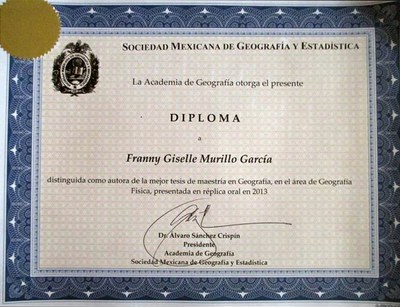 SOCIEDAD MEXICANA DE GEOGRAFÍA Y ESTADÍSTICA
La Academia de Geografía otorga el presente
DIPLOMA
a
Franny Giselle Murillo García
distinguida como autora de la mejor tesis de maestría en Geografía, en el área de Geografía
Física, presentada en réplica oral en 2013
Dr. Álvaro Sánchez Crispín
Presidente
Academia de Geografía
Sociedad Mexicana de Geografía y Estadística